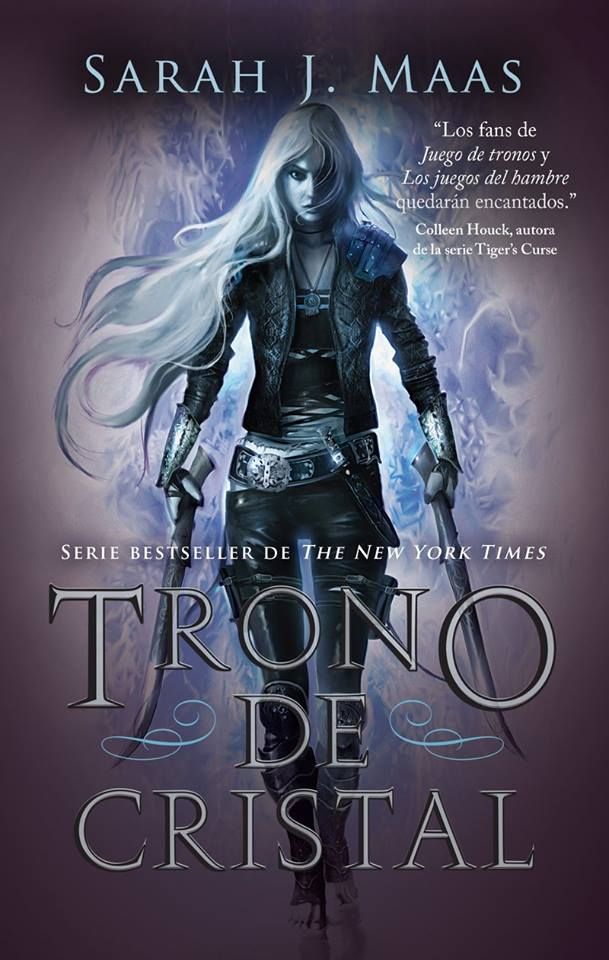 SARAH J. MAAS
“Los fans de
Juego de tronos y
Los juegos del hambre
quedarán encantados.”
Colleen Houck, autora
de la serie Tiger's Curse
SERIE BESTSELLER DE THE NEW YORK TIMES
TRONO
DE
CRISTAL